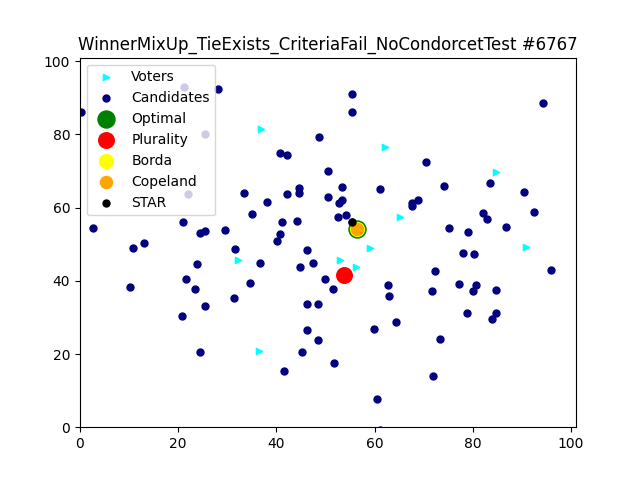 WinnerMixUp_TieExists_CriteriaFail_NoCondorcetTest #6767
100
80
60
40
20
0
0 20 40 60 80 100
Voters
Candidates
Optimal
Plurality
Borda
Copeland
STAR